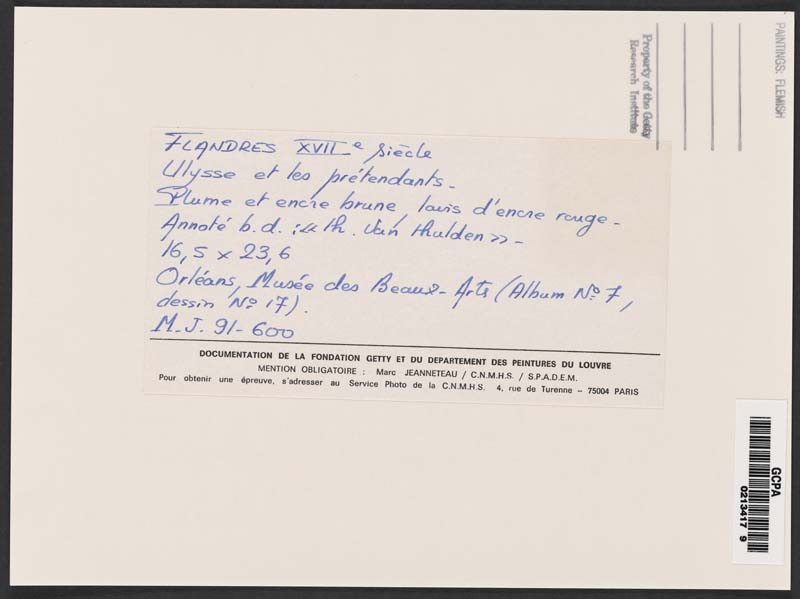 FLANDRES XVIIe siècle
Ulysse et les prétendants -
Plume et encre brune, lavis d'encre rouge -
Annoté b.d. : « th. Van thulden » -
16,5 x 23,6
Orléans, Musée des Beaux-Arts (Album No 7,
dessin No 17).
M.J. 91-600
DOCUMENTATION DE LA FONDATION GETTY ET DU DEPARTEMENT DES PEINTURES DU LOUVRE
MENTION OBLIGATOIRE : Marc JEANNETEAU / C.N.M.H.S. / S.P.A.D.E.M.
Pour obtenir une épreuve, s'adresser au Service Photo de la C.N.M.H.S. 4, rue de Turenne – 75004 PARIS
Property of the Getty
Research Institute
PAINTINGS: FLEMISH
GCPA
0213417 9